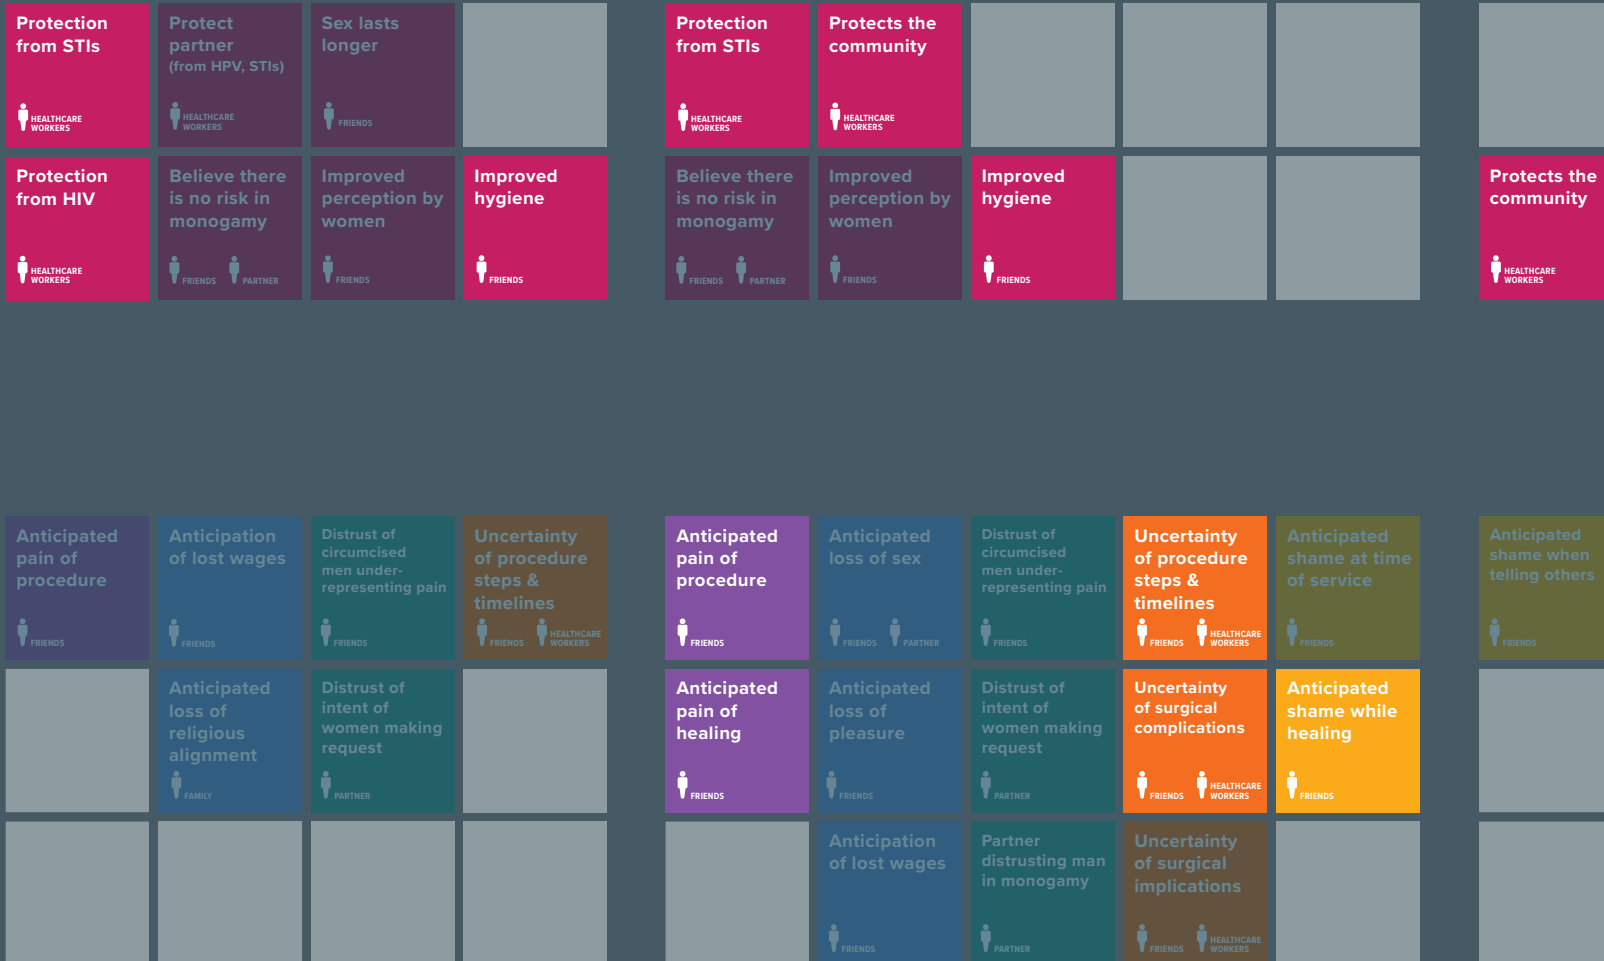 Protection
from STIs
HEALTHCARE
WORKERS
Protect
partner
(from HPV, STIs)
HEALTHCARE
WORKERS
Sex lasts
longer
FRIENDS
Protection
from STIs
HEALTHCARE
WORKERS
Protects the
community
HEALTHCARE
WORKERS
Protection
from HIV
HEALTHCARE
WORKERS
Believe there
is no risk in
monogamy
FRIENDS PARTNER
Improved
perception by
women
FRIENDS
Improved
hygiene
FRIENDS
Believe there
is no risk in
monogamy
FRIENDS PARTNER
Improved
perception by
women
FRIENDS
Improved
hygiene
FRIENDS
Protects the
community
HEALTHCARE
WORKERS
Anticipated
pain of
procedure
FRIENDS
Anticipation
of lost wages
FRIENDS
Distrust of
circumcised
men under-
representing pain
FRIENDS
Uncertainty
of procedure
steps &
timelines
FRIENDS HEALTHCARE
WORKERS
Anticipated
pain of
procedure
FRIENDS
Anticipated
loss of sex
FRIENDS PARTNER
Distrust of
circumcised
men under-
representing pain
FRIENDS
Uncertainty
of procedure
steps &
timelines
FRIENDS HEALTHCARE
WORKERS
Anticipated
shame at time
of service
FRIENDS
Anticipated
shame when
telling others
FRIENDS
Anticipated
loss of
religious
alignment
FAMILY
Distrust of
intent of
women making
request
PARTNER
Anticipated
pain of
healing
FRIENDS
Anticipated
loss of
pleasure
FRIENDS
Distrust of
intent of
women making
request
PARTNER
Uncertainty
of surgical
complications
FRIENDS HEALTHCARE
WORKERS
Anticipated
shame while
healing
FRIENDS
Anticipation
of lost wages
FRIENDS
Partner
distrusting man
in monogamy
PARTNER
Uncertainty
of surgical
implications
FRIENDS HEALTHCARE
WORKERS